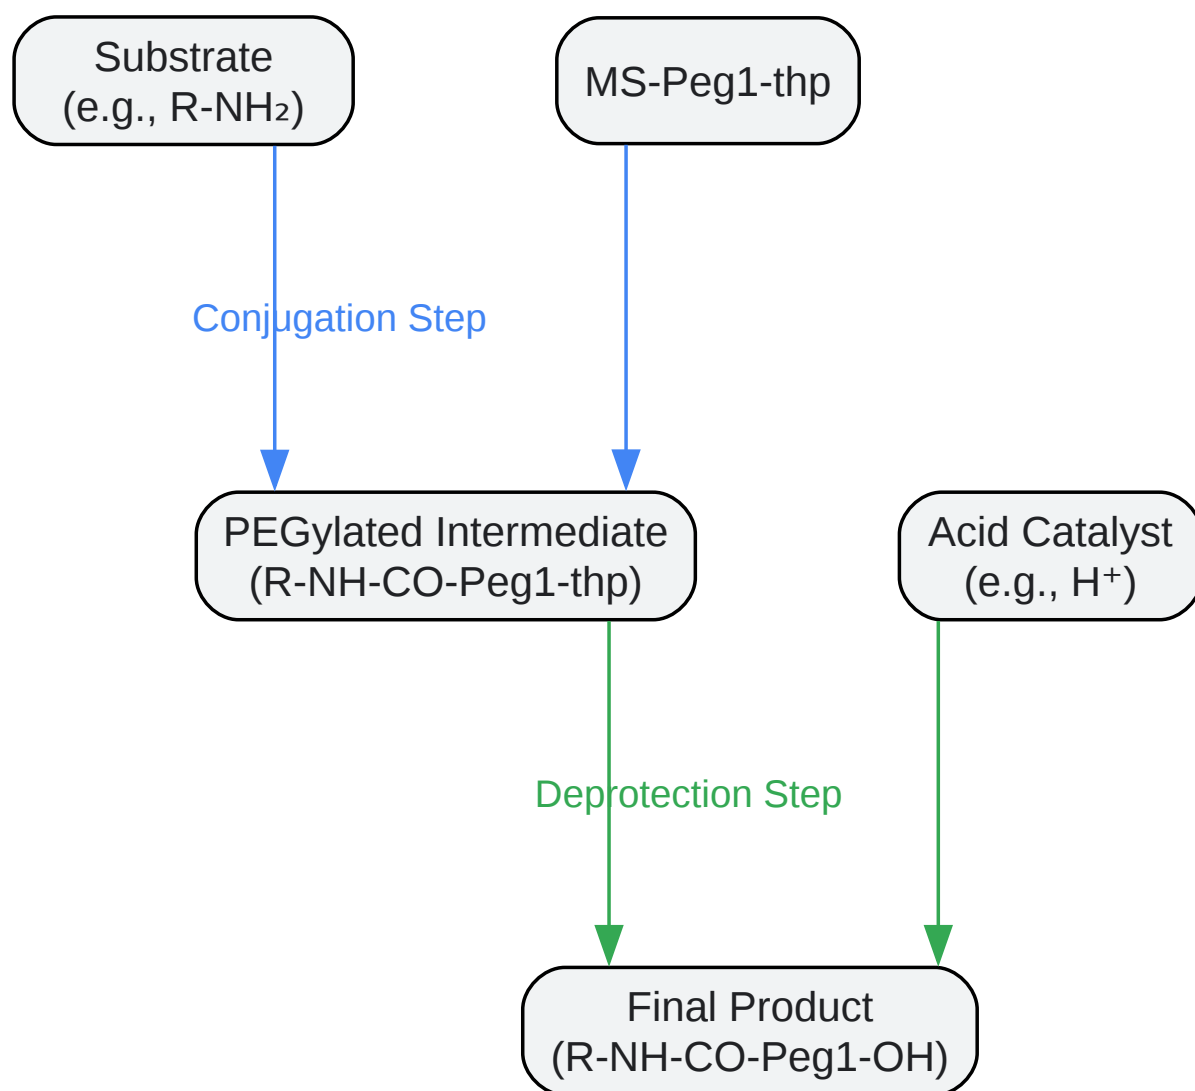 Substrate
(e.g., R-NH₂)
MS-Peg1-thp
Conjugation Step
PEGylated Intermediate
(R-NH-CO-Peg1-thp)
Acid Catalyst
(e.g., H⁺)
Deprotection Step
Final Product
(R-NH-CO-Peg1-OH)